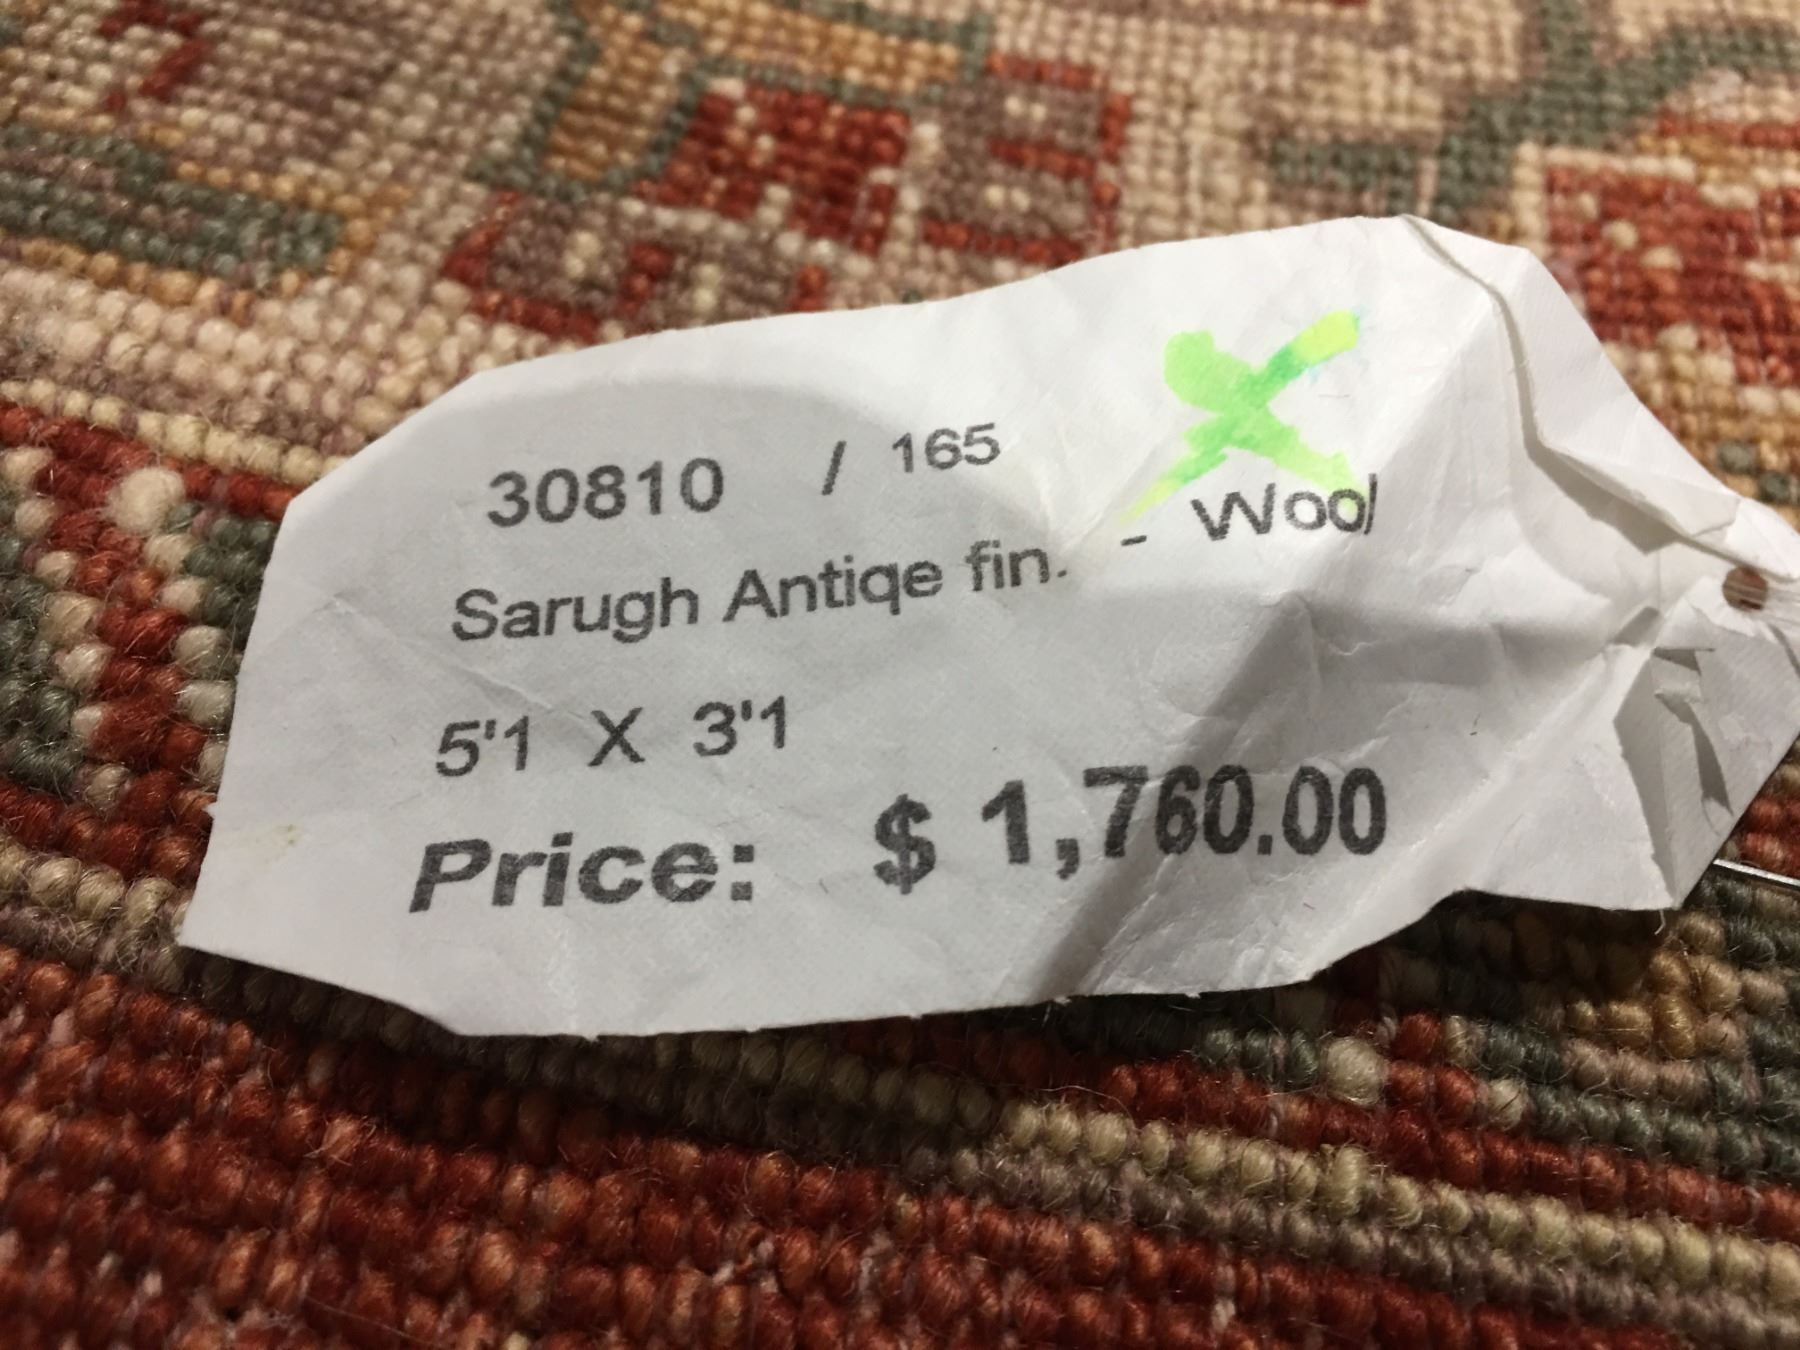 30810 / 165
Sarugh Antiqe fin. - Wool
5'1 X 3'1
Price: $ 1,760.00